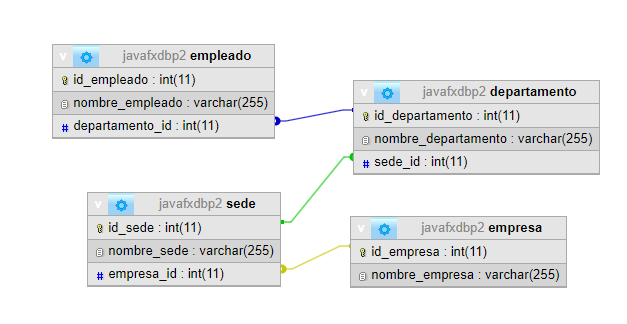 v javafxdbp2 empleado
id_empleado : int(11)
nombre_empleado : varchar(255)
# departamento_id : int(11)
v javafxdbp2 departamento
id_departamento : int(11)
nombre_departamento : varchar(255)
# sede_id : int(11)
v javafxdbp2 sede
id_sede : int(11)
nombre_sede : varchar(255)
# empresa_id : int(11)
v javafxdbp2 empresa
id_empresa : int(11)
nombre_empresa : varchar(255)